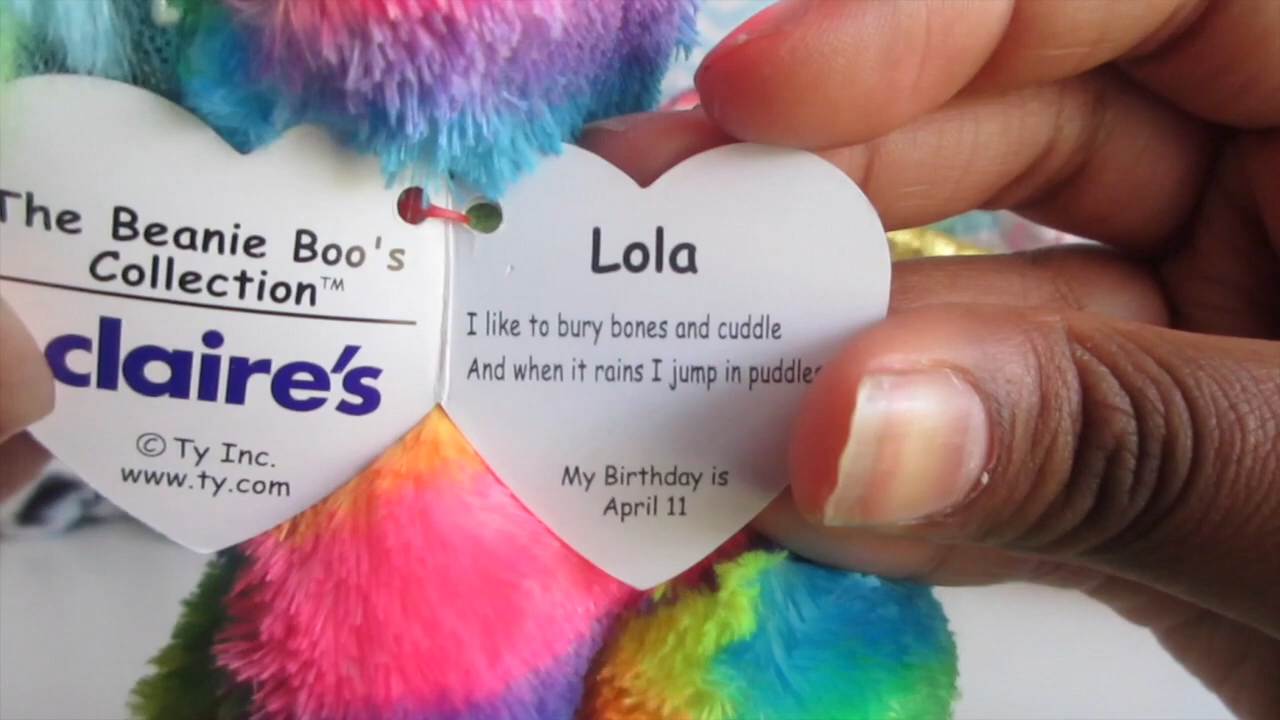 The Beanie Boo's
Collection™
claire's
© Ty Inc.
www.ty.com
Lola
I like to bury bones and cuddle
And when it rains I jump in puddles
My Birthday is
April 11